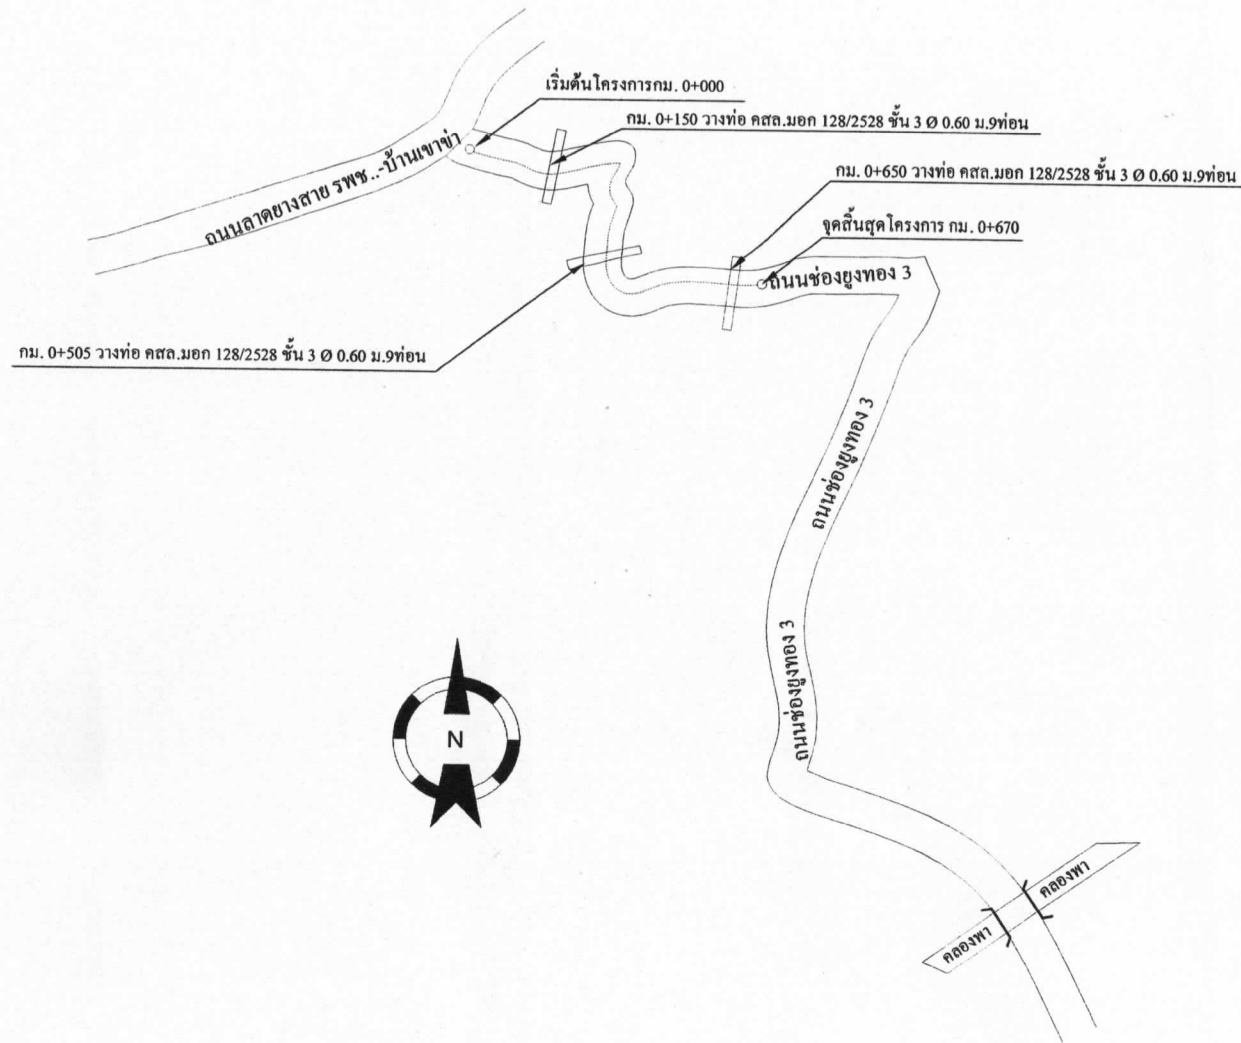 เริ่มต้นโครงการกม. 0+000
กม. 0+150 วางท่อ คสล.มอก 128/2528 ชั้น 3 Ø 0.60 ม.9ท่อน
ถนนลาดยางสาย รพช..-บ้านเขาข่า
กม. 0+650 วางท่อ คสล.มอก 128/2528 ชั้น 3 Ø 0.60 ม.9ท่อน
จุดสิ้นสุดโครงการ กม. 0+670
ถนนช่องยูงทอง 3
กม. 0+505 วางท่อ คสล.มอก 128/2528 ชั้น 3 Ø 0.60 ม.9ท่อน
ถนนช่องยูงทอง 3
ถนนช่องยูงทอง 3
N
คลองพา
คลองพา